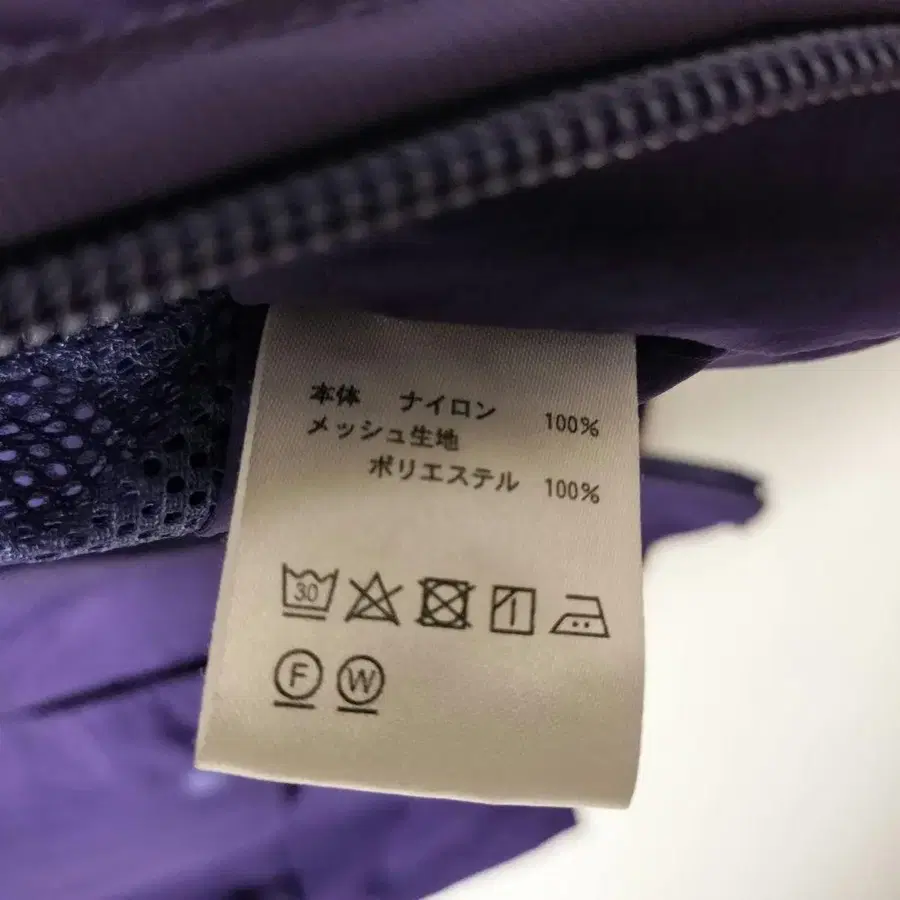 本体 ナイロン 100%
メッシュ生地
ポリエステル 100%
30
F W